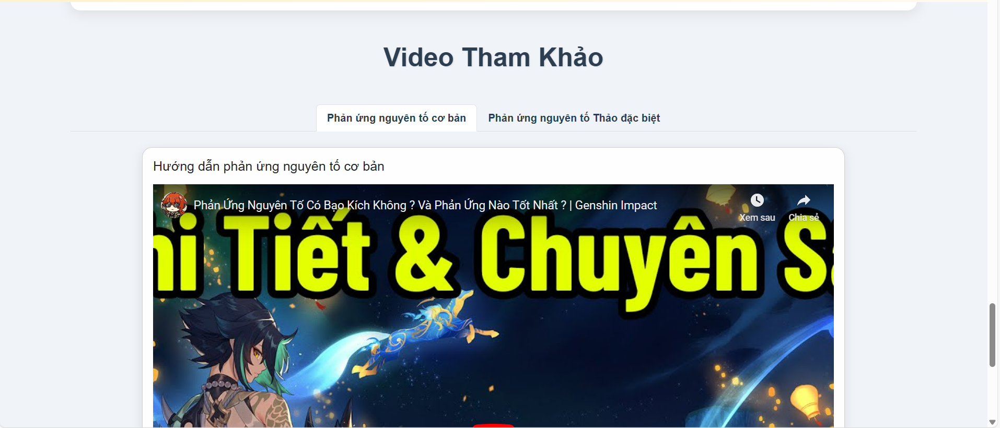 Video Tham Khảo
Phản ứng nguyên tố cơ bản
Phản ứng nguyên tố Thảo đặc biệt
Hướng dẫn phản ứng nguyên tố cơ bản
Phản Ứng Nguyên Tố Có Bạo Kích Không ? Và Phản Ứng Nào Tốt Nhất ? | Genshin Impact
Xem sau
Chia sẻ
hi Tiết & Chuyên S